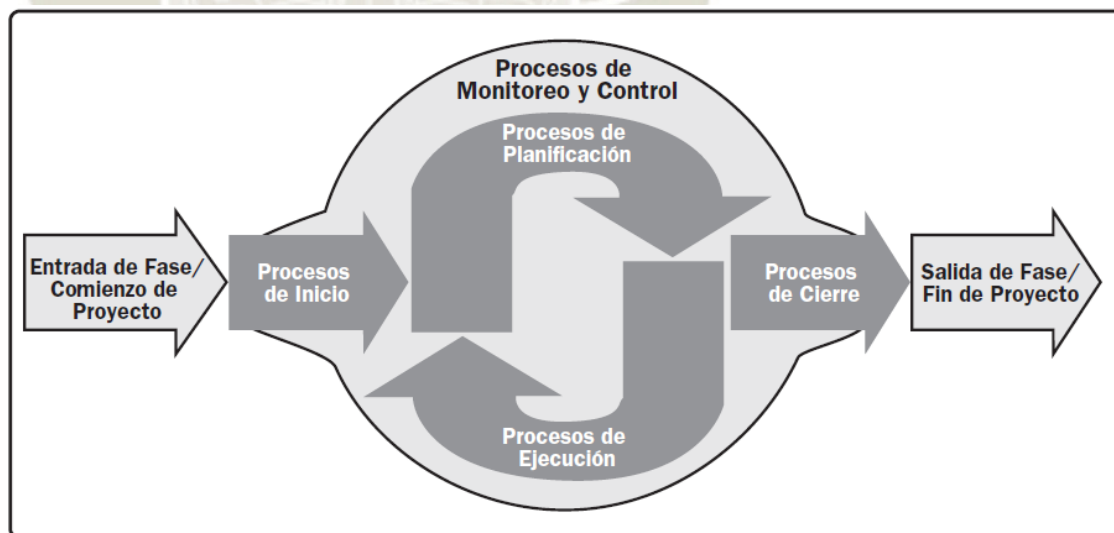 Procesos de
Monitoreo y Control
Procesos de
Planificación
Entrada de Fase/
Comienzo de
Proyecto
Procesos
de Inicio
Procesos
de Cierre
Salida de Fase/
Fin de Proyecto
Procesos de
Ejecución